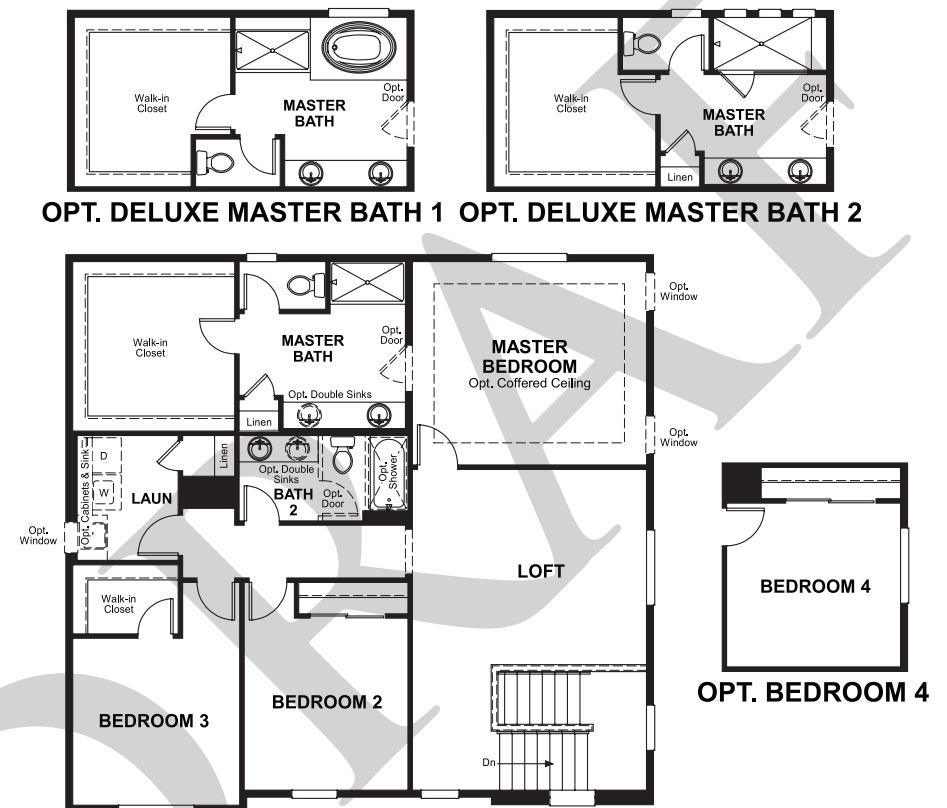 Walk-in
Closet
MASTER
BATH
Opt.
Door
OPT. DELUXE MASTER BATH 1
Walk-in
Closet
MASTER
BATH
Opt.
Door
Linen
OPT. DELUXE MASTER BATH 2
Walk-in
Closet
MASTER
BATH
Opt.
Door
Opt. Double Sinks
Linen
MASTER
BEDROOM
Opt. Coffered Ceiling
Opt.
Window
Opt.
Window
Opt. Cabinets & Sink
D
W
LAUN
Linen
Opt. Double
Sinks
BATH
2
Opt.
Door
Opt.
Shower
Opt.
Window
Walk-in
Closet
LOFT
BEDROOM 3
BEDROOM 2
Dn
BEDROOM 4
OPT. BEDROOM 4
DRAF